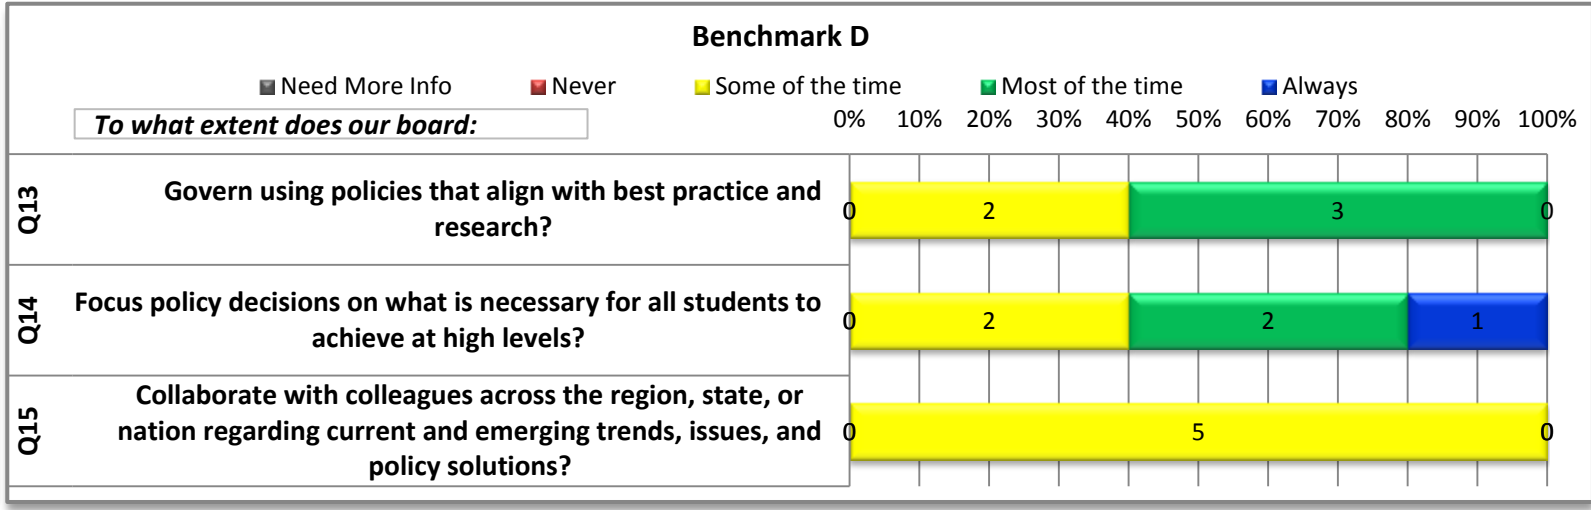 Benchmark D
Need More Info Never Some of the time Most of the time Always
To what extent does our board:
0% 10% 20% 30% 40% 50% 60% 70% 80% 90% 100%
Q13
Govern using policies that align with best practice and
research?
0 2 3 0
Q14
Focus policy decisions on what is necessary for all students to
achieve at high levels?
0 2 2 1
Q15
Collaborate with colleagues across the region, state, or
nation regarding current and emerging trends, issues, and
policy solutions?
0 5 0